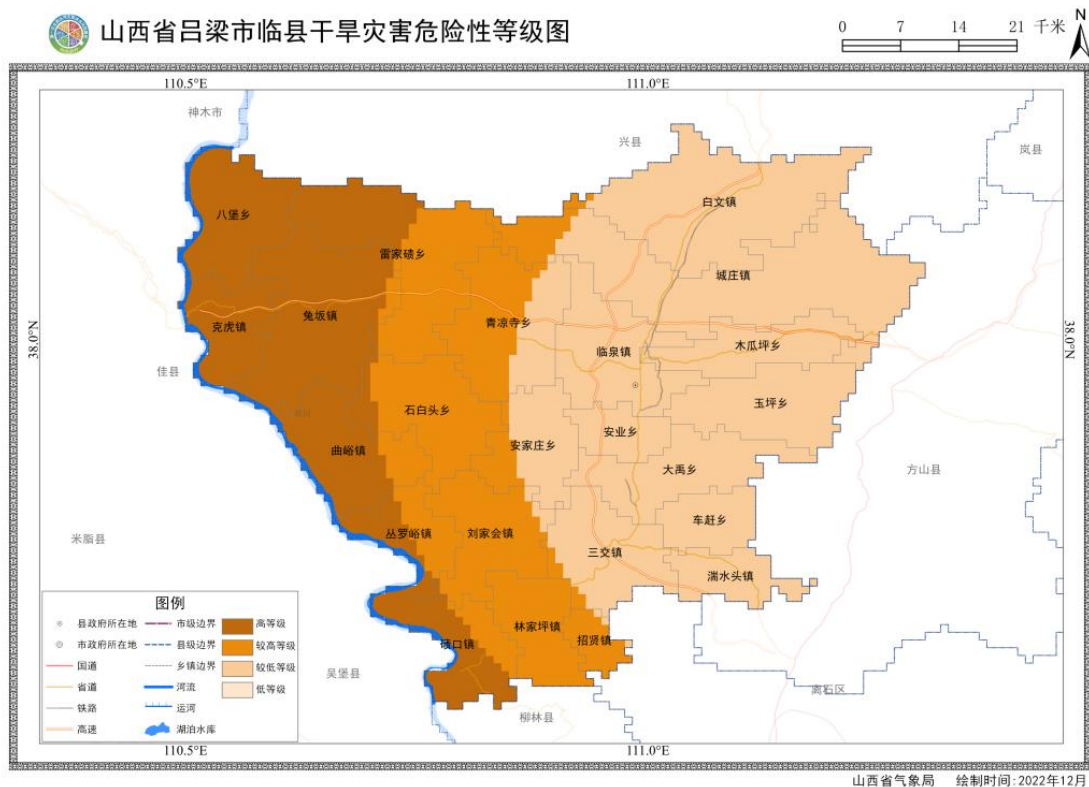 山西省吕梁市临县干旱灾害危险性等级图
0 7 14 21 千米
N
110.5°E 111.0°E
神木市
兴县
岚县
八堡乡
白文镇
雷家碛乡
城庄镇
克虎镇
兔坂镇
青凉寺乡
38.0°N
38.0°N
临泉镇
木瓜坪乡
佳县
石白头乡
玉坪乡
曲峪镇
安家庄乡
安业乡
大禹乡
方山县
米脂县
丛罗峪镇
刘家会镇
车赶乡
三交镇
湍水头镇
林家坪镇
招贤镇
碛口镇
吴堡县
离石区
柳林县
图例
县政府所在地
市级边界
高等级
市政府所在地
县级边界
较高等级
国道
乡镇边界
较低等级
省道
河流
低等级
铁路
运河
高速
湖泊水库
110.5°E 111.0°E
山西省气象局 绘制时间:2022年12月